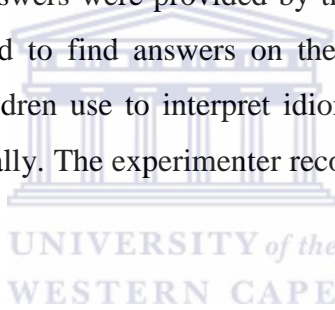 swers were provided by th
d to find answers on the
dren use to interpret idio
ally. The experimenter reco
UNIVERSITY of the
WESTERN CAPE